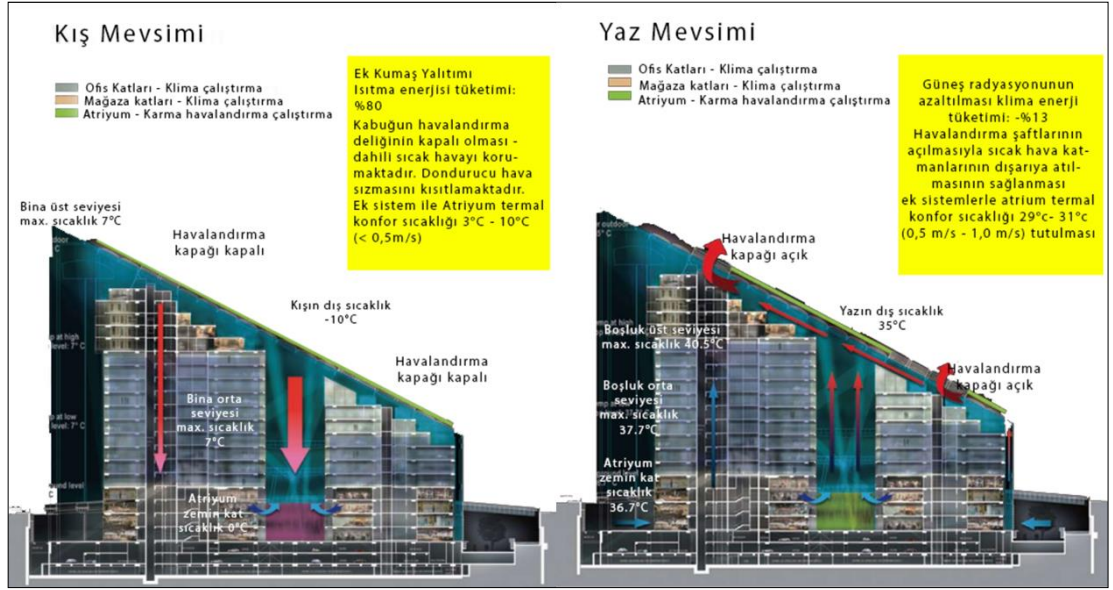 Kış Mevsimi
Ofis Katları - Klima çalıştırma
Mağaza katları - Klima çalıştırma
Atriyum - Karma havalandırma çalıştırma
Ek Kumaş Yalıtımı
Isıtma enerjisi tüketimi:
%80
Kabuğun havalandırma
deliğinin kapalı olması -
dahili sıcak havayı koru-
maktadır. Dondurucu hava
sızmasını kısıtlamaktadır.
Ek sistem ile Atriyum termal
konfor sıcaklığı 3°C - 10°C
(< 0,5m/s)
Bina üst seviyesi
max. sıcaklık 7°C
Havalandırma
kapağı kapalı
Kışın dış sıcaklık
-10°C
Havalandırma
kapağı kapalı
Bina orta
seviyesi
max. sıcaklık
7°C
Atriyum
zemin kat
sıcaklık 0°C
Yaz Mevsimi
Ofis Katları - Klima çalıştırma
Mağaza katları - Klima çalıştırma
Atriyum - Karma havalandırma çalıştırma
Güneş radyasyonunun
azaltılması klima enerji
tüketimi: -%13
Havalandırma şaftlarının
açılmasıyla sıcak hava kat-
manlarının dışarıya atıl-
masının sağlanması
ek sistemlerle atrium termal
konfor sıcaklığı 29°c- 31°c
(0,5 m/s - 1,0 m/s) tutulması
Havalandırma
kapağı açık
Yazın dış sıcaklık
35°C
Boşluk üst seviyesi
max. sıcaklık 40.5°C
Havalandırma
kapağı açık
Boşluk orta
seviyesi
max. sıcaklık
37.7°C
Atriyum
zemin kat
sıcaklık
36.7°C